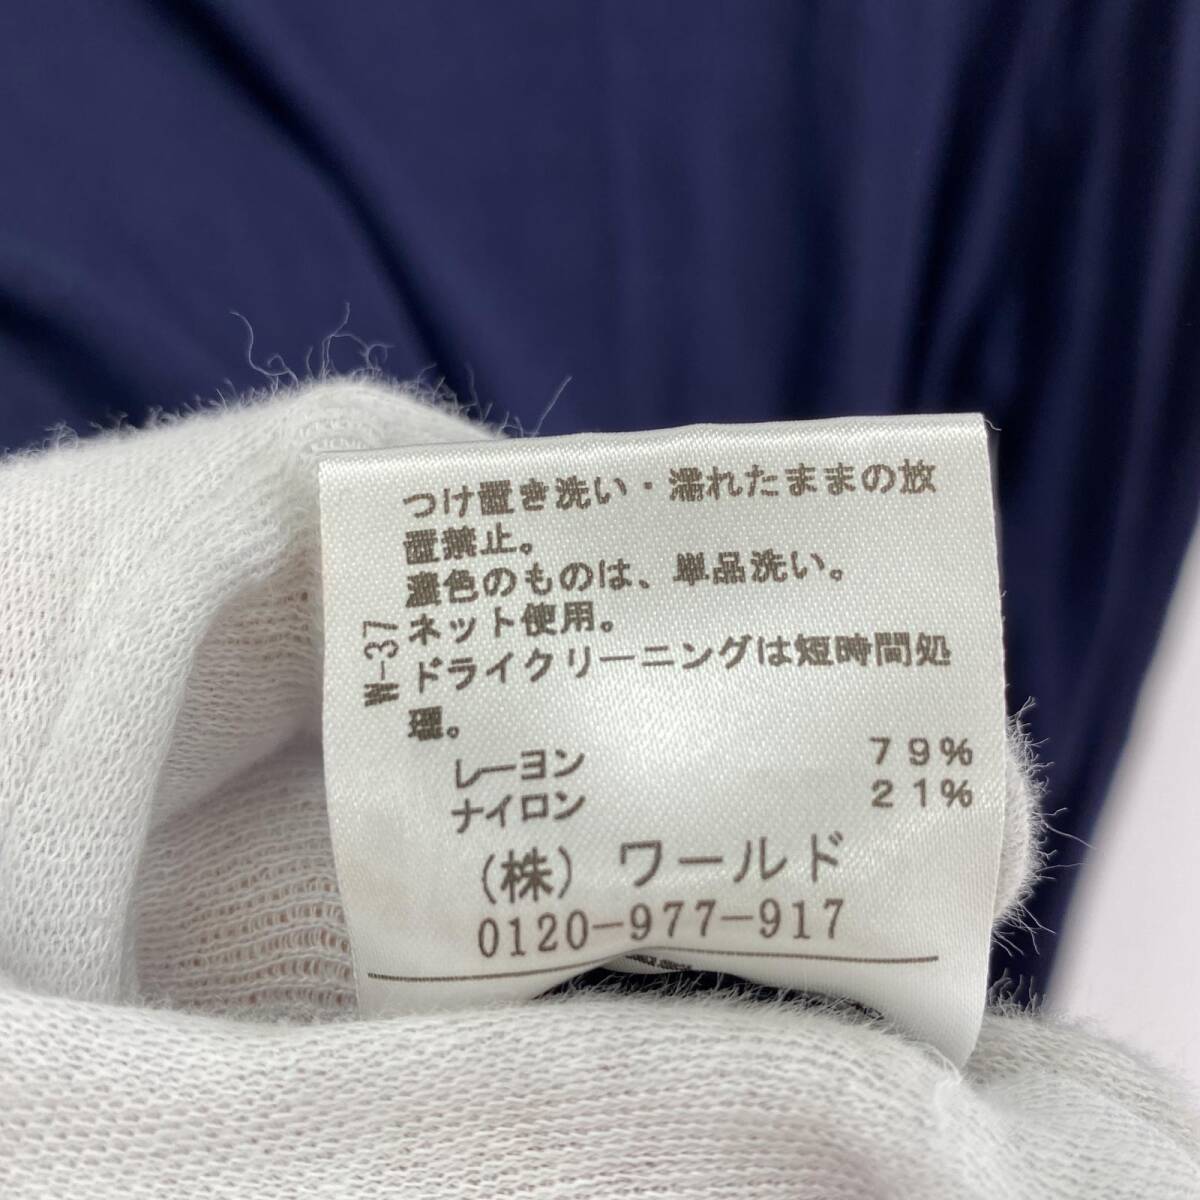 つけ置き洗い・濡れたままの放
置禁止。
濃色のものは、単品洗い。
ネット使用。
ドライクリーニングは短時間処
理。
W-37
レーヨン 79%
ナイロン 21%
(株) ワールド
0120-977-917